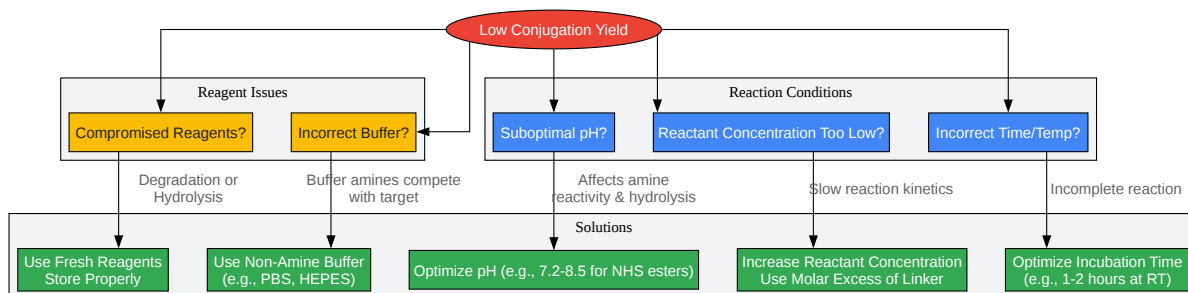 Low Conjugation Yield
Reagent Issues
Reaction Conditions
Compromised Reagents?
Incorrect Buffer?
Suboptimal pH?
Reactant Concentration Too Low?
Incorrect Time/Temp?
Degradation or
Hydrolysis
Buffer amines compete
with target
Affects amine
reactivity & hydrolysis
Slow reaction kinetics
Incomplete reaction
Solutions
Use Fresh Reagents
Store Properly
Use Non-Amine Buffer
(e.g., PBS, HEPES)
Optimize pH (e.g., 7.2-8.5 for NHS esters)
Increase Reactant Concentration
Use Molar Excess of Linker
Optimize Incubation Time
(e.g., 1-2 hours at RT)